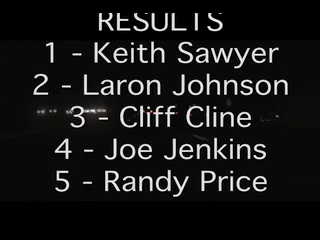 RESULTS
1 - Keith Sawyer
2 - Laron Johnson
3 - Cliff Cline
4 - Joe Jenkins
5 - Randy Price